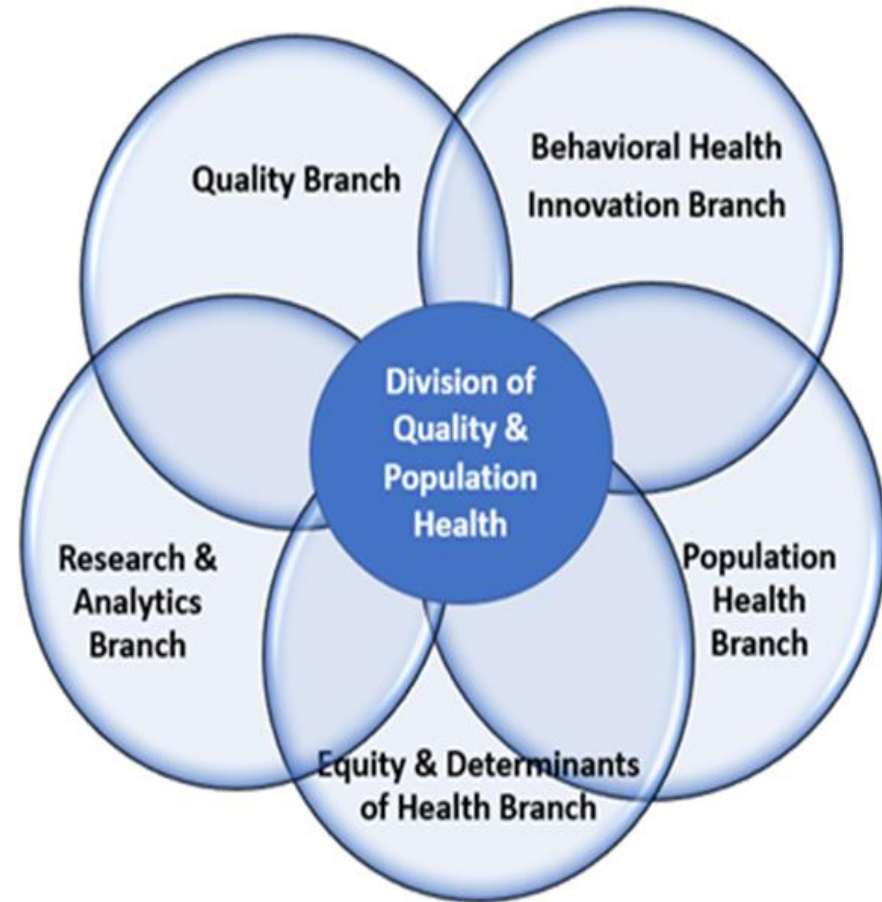 Quality Branch
Behavioral Health
Innovation Branch
Division of
Quality &
Population
Health
Research &
Analytics
Branch
Population
Health
Branch
Equity & Determinants
of Health Branch